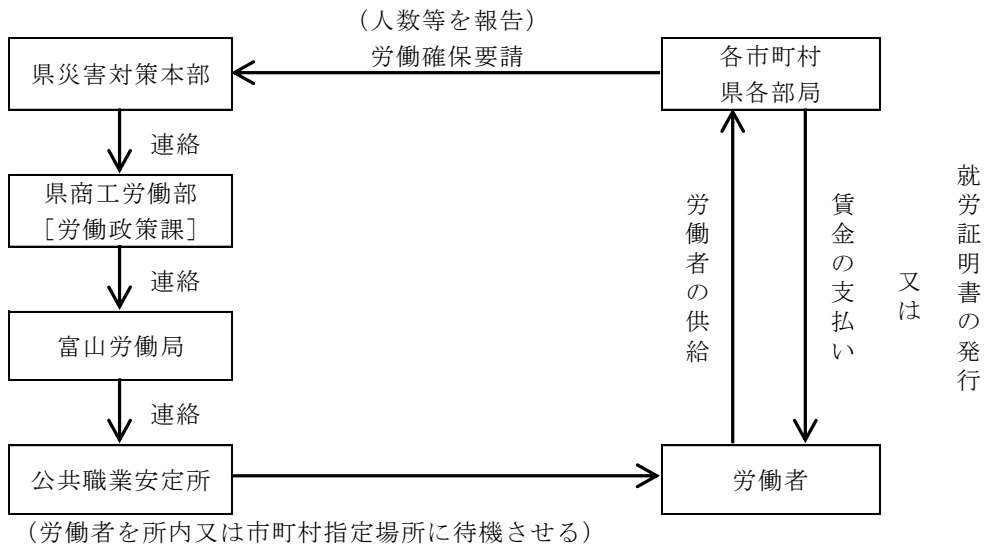 (人数等を報告)
労働確保要請
県災害対策本部
各市町村
県各部局
連絡
県商工労働部
[労働政策課]
連絡
富山労働局
連絡
公共職業安定所
労働者の供給
賃金の支払い
又は
就労証明書の発行
労働者
(労働者を所内又は市町村指定場所に待機させる)